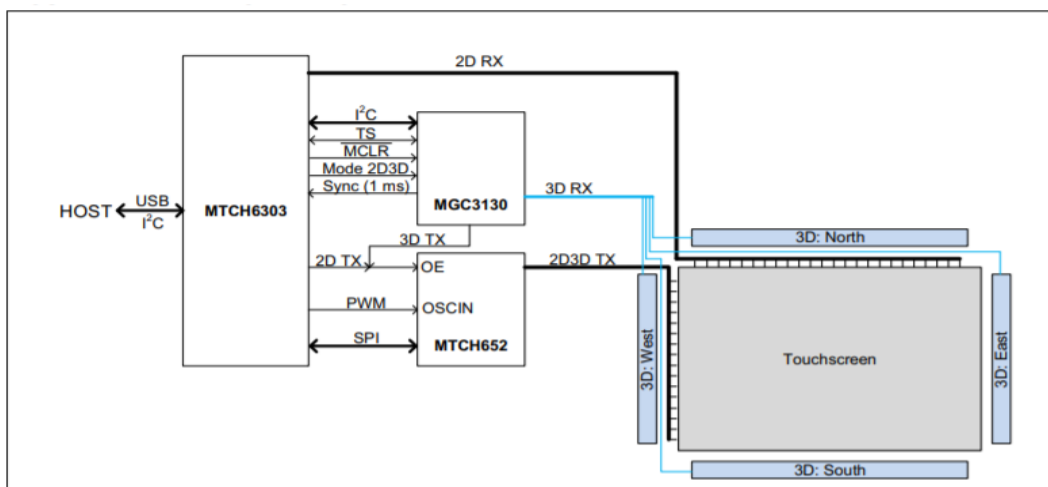 2D RX
I²C
TS
MCLR
Mode 2D3D
Sync (1 ms)
MGC3130
3D RX
HOST
USB
I²C
MTCH6303
3D: North
3D TX
2D TX
OE
2D3D TX
PWM
OSCIN
SPI
MTCH652
3D: West
Touchscreen
3D: East
3D: South